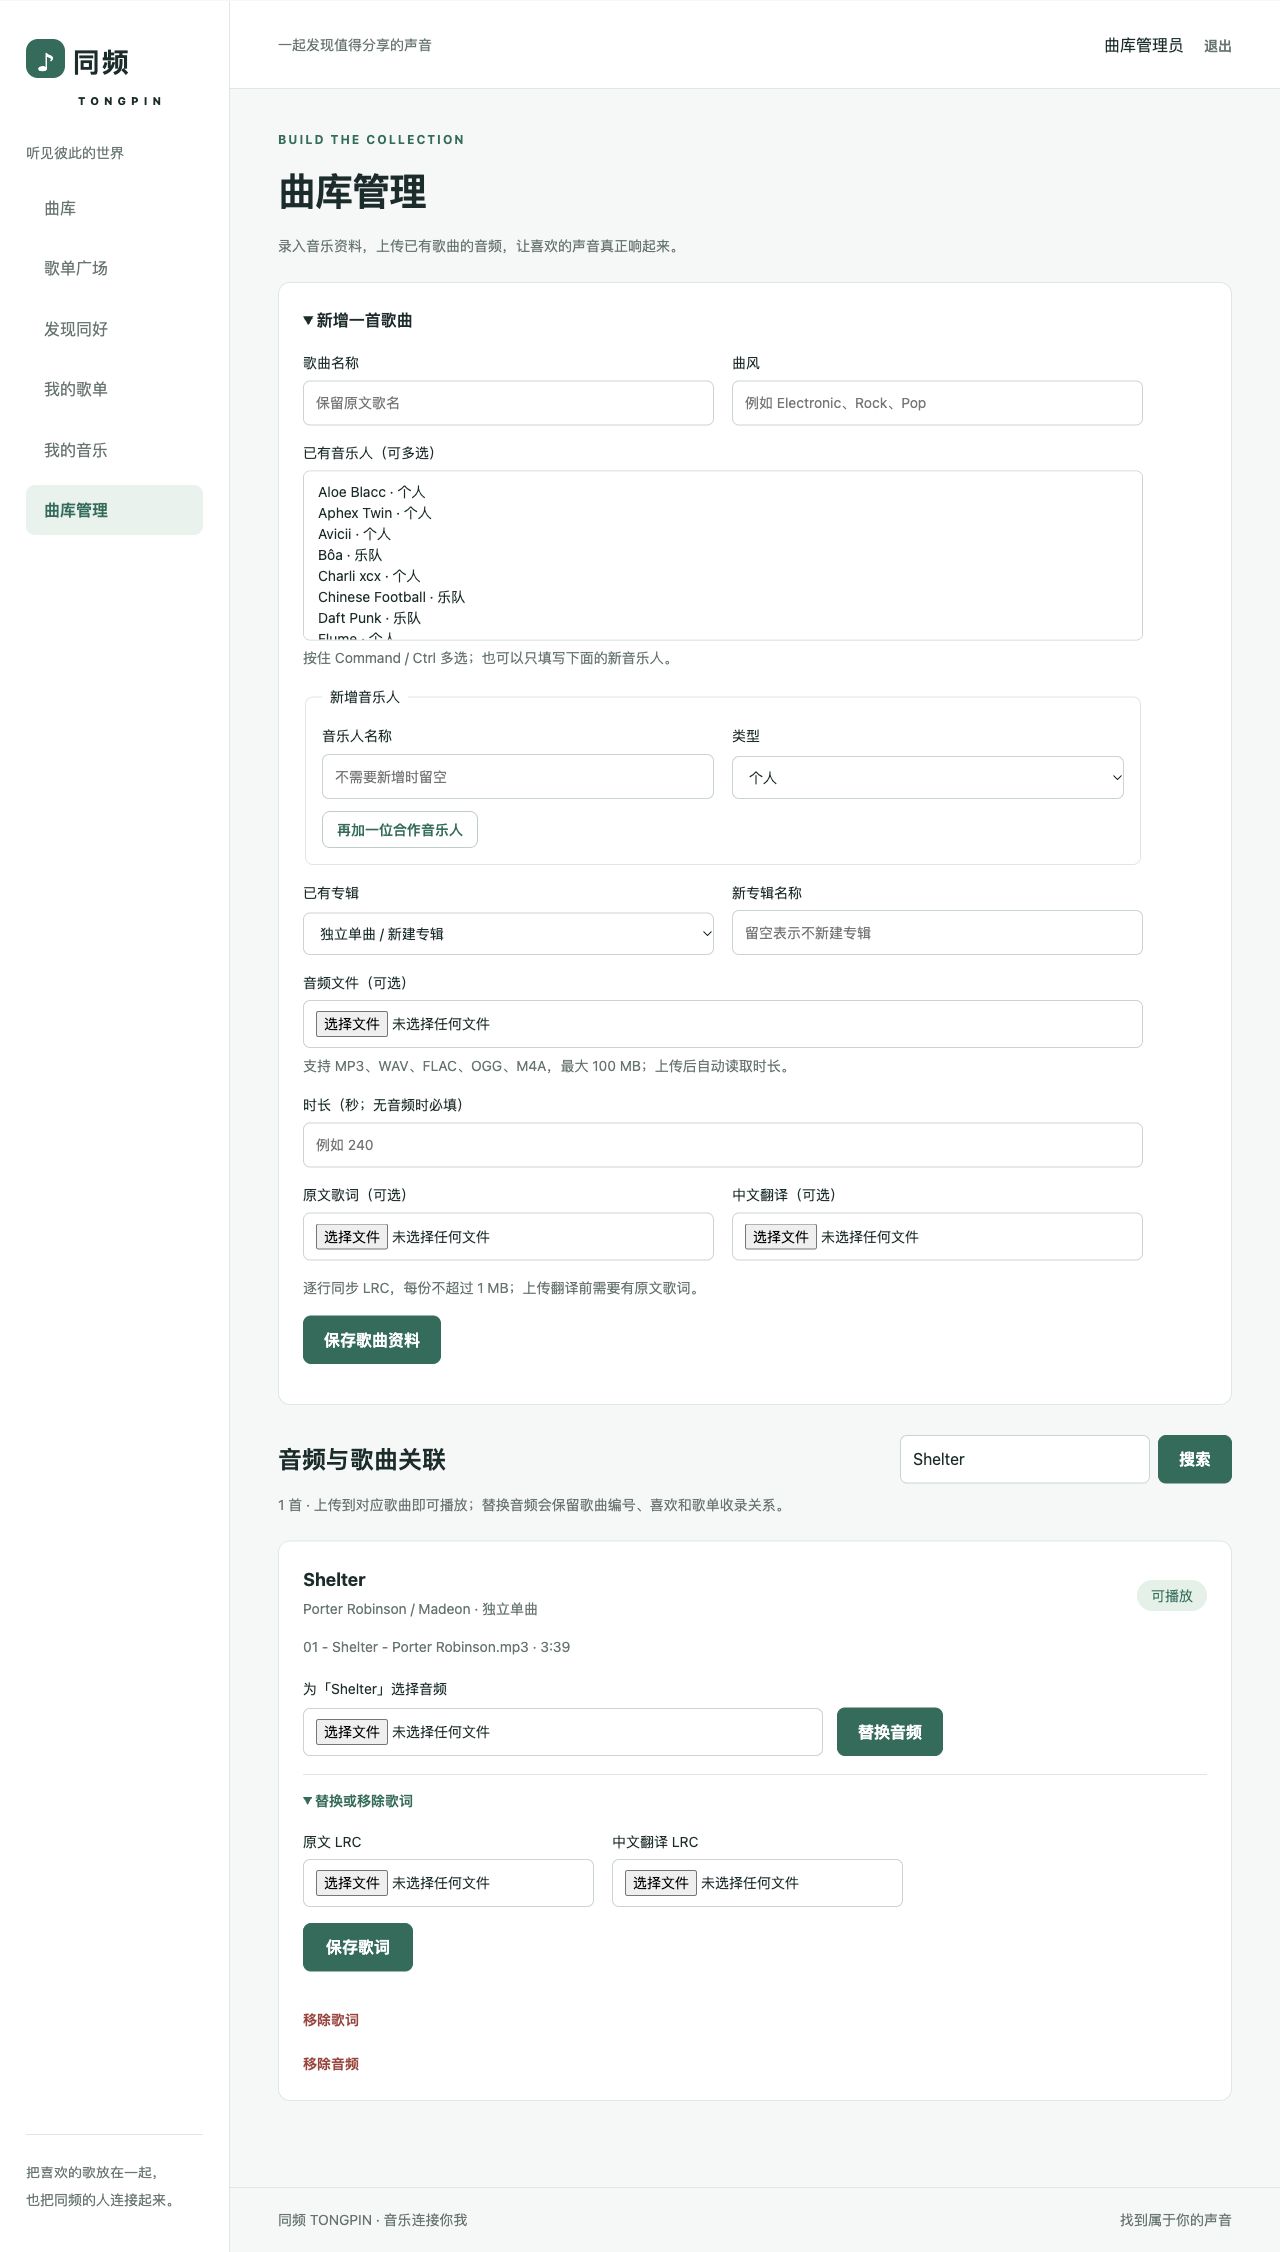 同频
TONGPIN
听见彼此的世界
曲库
歌单广场
发现同好
我的歌单
我的音乐
曲库管理
把喜欢的歌放在一起，
也把同频的人连接起来。
一起发现值得分享的声音
曲库管理员
退出
BUILD THE COLLECTION
曲库管理
录入音乐资料，上传已有歌曲的音频，让喜欢的声音真正响起来。
▼新增一首歌曲
歌曲名称
曲风
保留原文歌名
例如 Electronic、Rock、Pop
已有音乐人（可多选）
Aloe Blacc · 个人
Aphex Twin · 个人
Avicii · 个人
Bôa · 乐队
Charli xcx · 个人
Chinese Football · 乐队
Daft Punk · 乐队
Flume · 个人
按住 Command / Ctrl 多选；也可以只填写下面的新音乐人。
新增音乐人
音乐人名称
类型
不需要新增时留空
个人
再加一位合作音乐人
已有专辑
新专辑名称
独立单曲 / 新建专辑
留空表示不新建专辑
音频文件（可选）
选择文件 未选择任何文件
支持 MP3、WAV、FLAC、OGG、M4A，最大 100 MB；上传后自动读取时长。
时长（秒；无音频时必填）
例如 240
原文歌词（可选）
中文翻译（可选）
选择文件 未选择任何文件
选择文件 未选择任何文件
逐行同步 LRC，每份不超过 1 MB；上传翻译前需要有原文歌词。
保存歌曲资料
音频与歌曲关联
Shelter
搜索
1 首 · 上传到对应歌曲即可播放；替换音频会保留歌曲编号、喜欢和歌单收录关系。
Shelter
Porter Robinson / Madeon · 独立单曲
可播放
01 - Shelter - Porter Robinson.mp3 · 3:39
为「Shelter」选择音频
选择文件 未选择任何文件
替换音频
▼替换或移除歌词
原文 LRC
中文翻译 LRC
选择文件 未选择任何文件
选择文件 未选择任何文件
保存歌词
移除歌词
移除音频
同频 TONGPIN · 音乐连接你我
找到属于你的声音